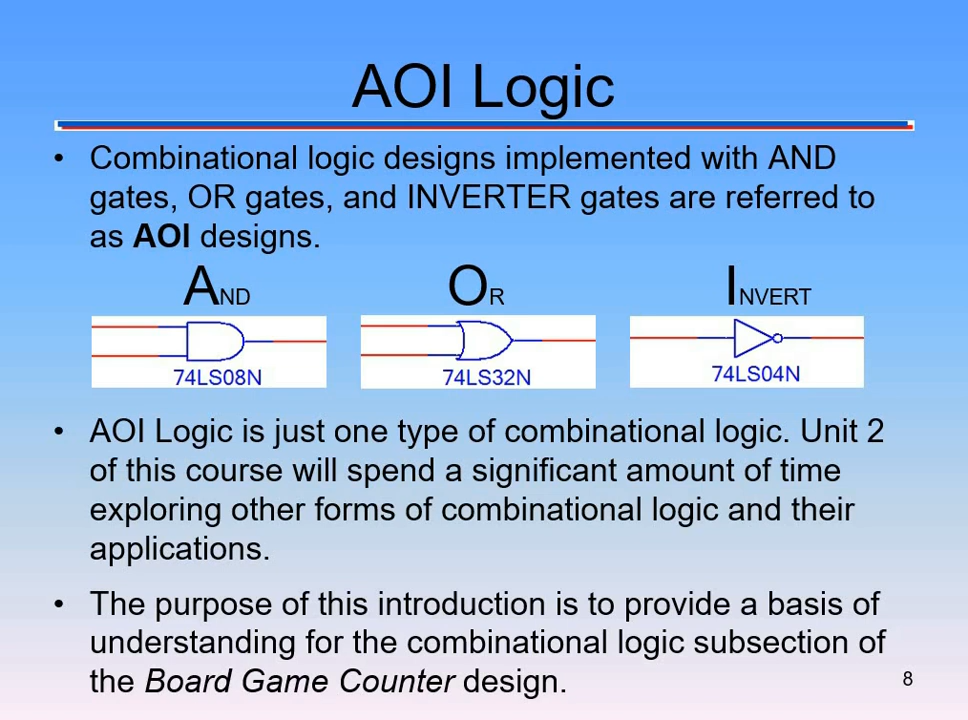 AOI Logic
• Combinational logic designs implemented with AND
gates, OR gates, and INVERTER gates are referred to
as AOI designs.
AND OR INVERT
74LS08N 74LS32N 74LS04N
• AOI Logic is just one type of combinational logic. Unit 2
of this course will spend a significant amount of time
exploring other forms of combinational logic and their
applications.
• The purpose of this introduction is to provide a basis of
understanding for the combinational logic subsection of
the Board Game Counter design.
8